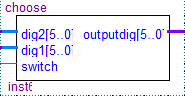 choose
dig2[5..0] outputdig[5..0]
dig1[5..0]
switch
inst6